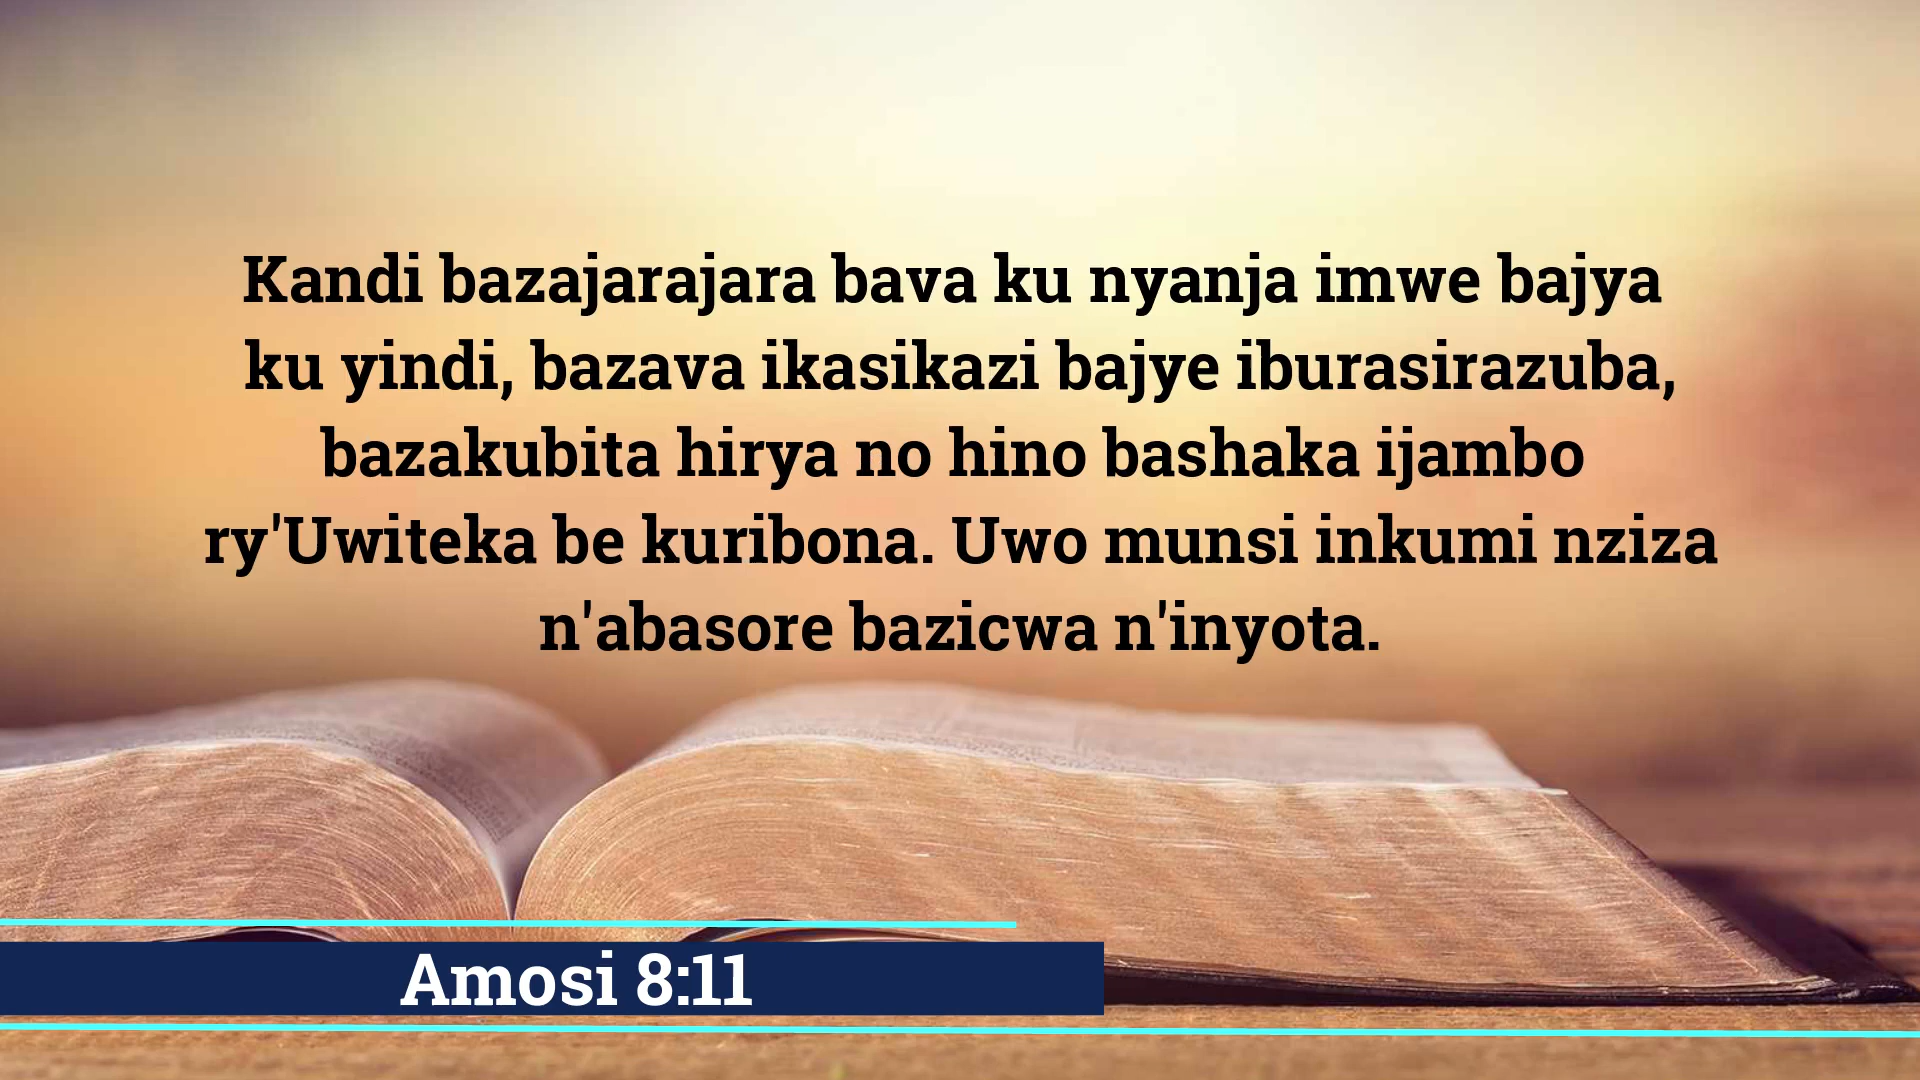 Kandi bazajarajara bava ku nyanja imwe bajya
ku yindi, bazava ikasikazi bajye iburasirazuba,
bazakubita hirya no hino bashaka ijambo
ry'Uwiteka be kuribona. Uwo munsi inkumi nziza
n'abasore bazicwa n'inyota.
Amosi 8:11